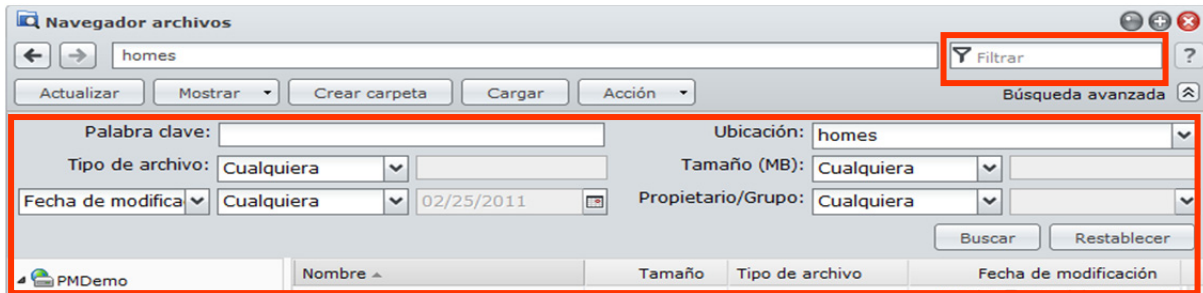 Navegador archivos
homes Filtrar ?
Actualizar Mostrar Crear carpeta Cargar Acción Búsqueda avanzada
Palabra clave: Ubicación: homes
Tipo de archivo: Cualquiera Tamaño (MB): Cualquiera
Fecha de modifica Cualquiera 02/25/2011 Propietario/Grupo: Cualquiera
Buscar Restablecer
PMDemo Nombre Tamaño Tipo de archivo Fecha de modificación